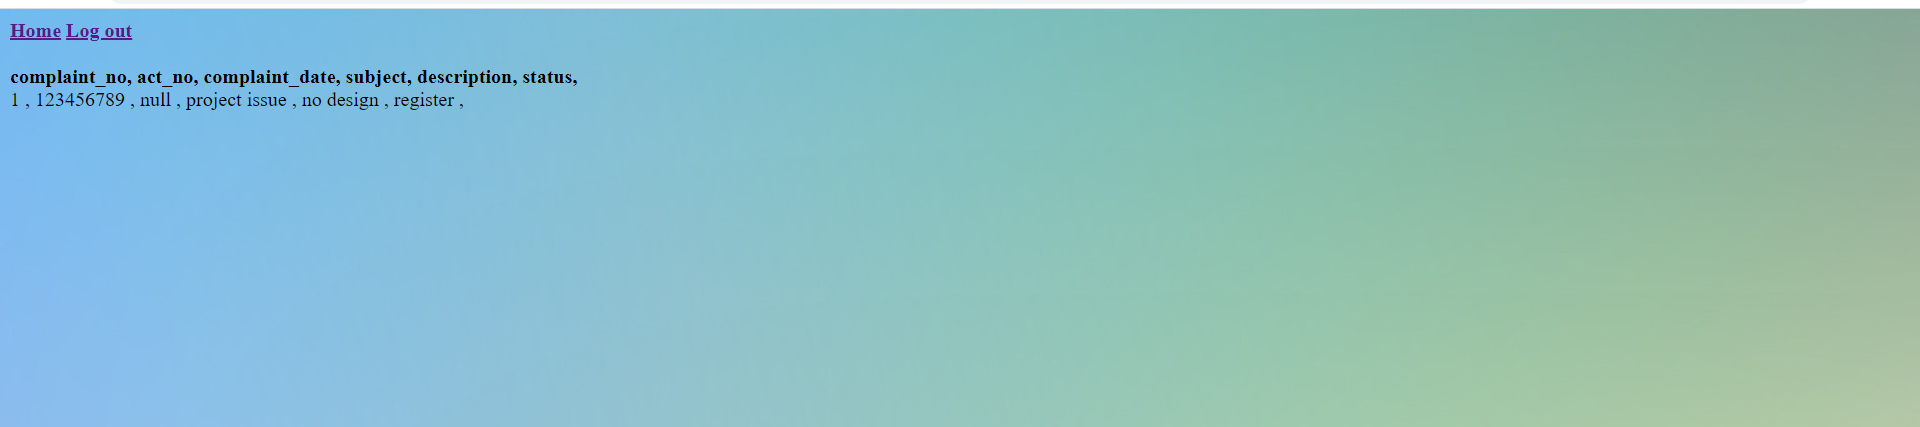 Home Log out
complaint_no, act_no, complaint_date, subject, description, status,
1 , 123456789 , null , project issue , no design , register ,